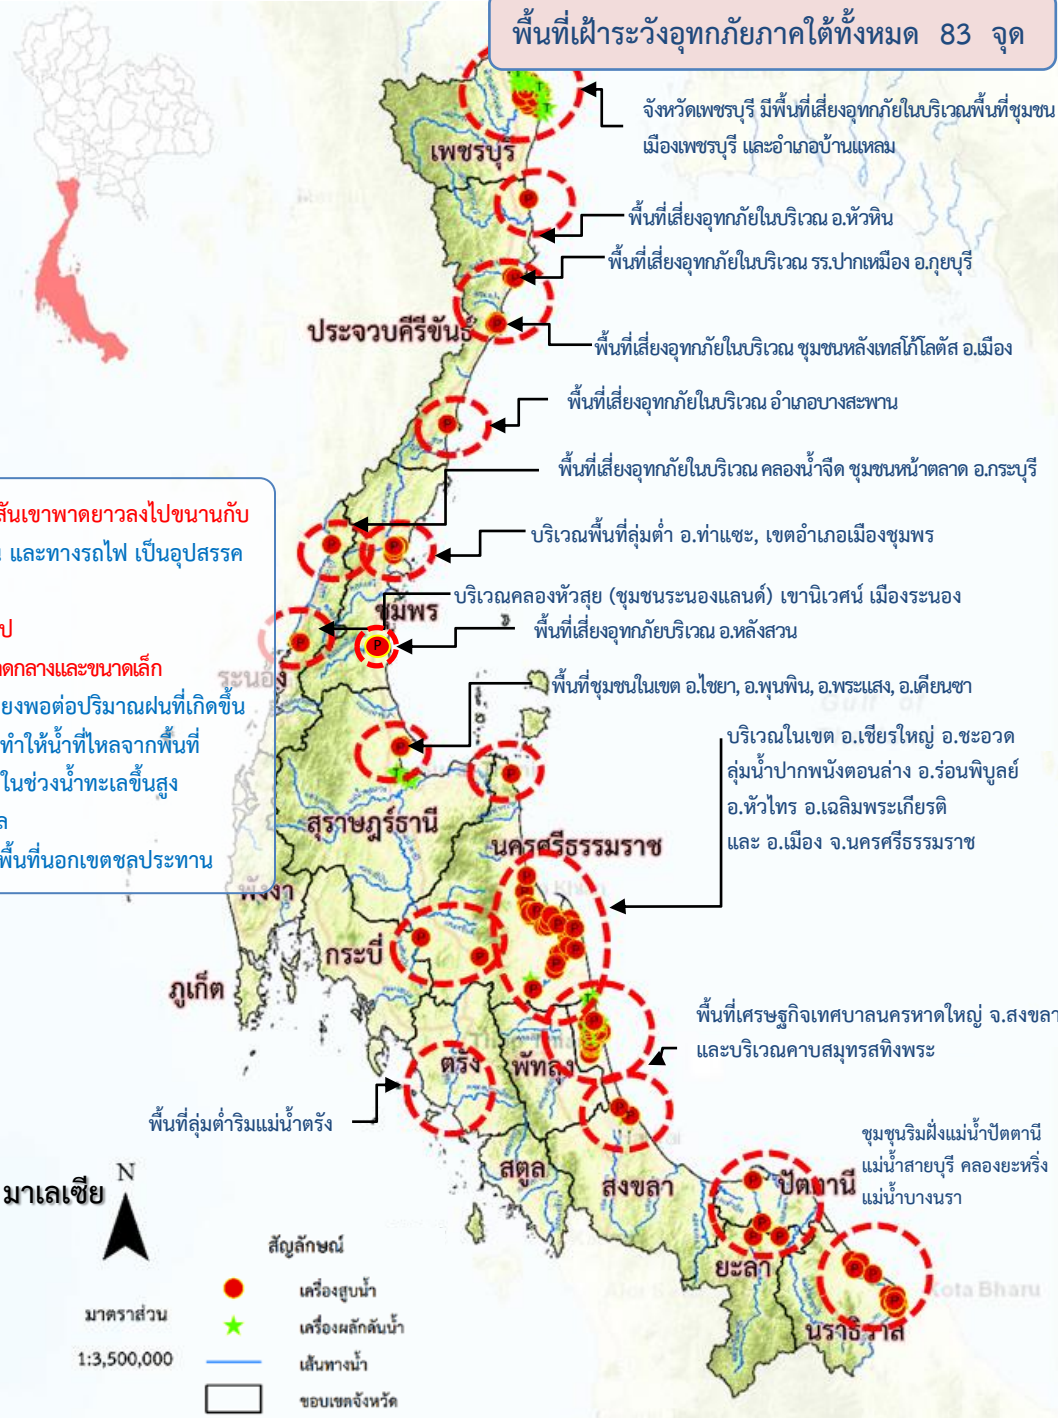 พื้นที่เฝ้าระวังอุทกภัยภาคใต้ทั้งหมด 83 จุด
จังหวัดเพชรบุรี มีพื้นที่เสี่ยงอุทกภัยในบริเวณพื้นที่ชุมชน
เมืองเพชรบุรี และอำเภอบ้านแหลม
เพชรบุรี
พื้นที่เสี่ยงอุทกภัยในบริเวณ อ.หัวหิน
พื้นที่เสี่ยงอุทกภัยในบริเวณ รร.ปากเหมือง อ.กุยบุรี
ประจวบคีรีขันธ์
พื้นที่เสี่ยงอุทกภัยในบริเวณ ชุมชนหลังเทสโก้โลตัส อ.เมือง
พื้นที่เสี่ยงอุทกภัยในบริเวณ อำเภอบางสะพาน
พื้นที่เสี่ยงอุทกภัยในบริเวณ คลองน้ำจืด ชุมชนหน้าตลาด อ.กระบุรี
สันเขาพาดยาวลงไปขนานกับ
และทางรถไฟ เป็นอุปสรรค
ป
ดกลางและขนาดเล็ก
ยงพอต่อปริมาณฝนที่เกิดขึ้น
ทำให้น้ำที่ไหลจากพื้นที่
ในช่วงน้ำทะเลขึ้นสูง
ล
พื้นที่นอกเขตชลประทาน
บริเวณพื้นที่ลุ่มต่ำ อ.ท่าแซะ, เขตอำเภอเมืองชุมพร
บริเวณคลองหัวสุย (ชุมชนระนองแลนด์) เขานิเวศน์ เมืองระนอง
ชุมพร
พื้นที่เสี่ยงอุทกภัยบริเวณ อ.หลังสวน
ระนอง
พื้นที่ชุมชนในเขต อ.ไชยา, อ.พุนพิน, อ.พระแสง, อ.เคียนซา
Gulf of
บริเวณในเขต อ.เชียรใหญ่ อ.ชะอวด
ลุ่มน้ำปากพนังตอนล่าง อ.ร่อนพิบูลย์
อ.หัวไทร อ.เฉลิมพระเกียรติ
และ อ.เมือง จ.นครศรีธรรมราช
สุราษฎร์ธานี
นครศรีธรรมราช
พังงา
กระบี่
ภูเก็ต
พื้นที่เศรษฐกิจเทศบาลนครหาดใหญ่ จ.สงขลา
และบริเวณคาบสมุทรสทิงพระ
ตรัง
พัทลุง
พื้นที่ลุ่มต่ำริมแม่น้ำตรัง
ชุมชุนริมฝั่งแม่น้ำปัตตานี
แม่น้ำสายบุรี คลองยะหริ่ง
แม่น้ำบางนรา
สตูล
สงขลา
ปัตตานี
ยะลา
นราธิวาส
Kota Bharu
มาเลเซีย
N
มาตราส่วน
1:3,500,000
สัญลักษณ์
เครื่องสูบน้ำ
เครื่องผลักดันน้ำ
เส้นทางน้ำ
ขอบเขตจังหวัด